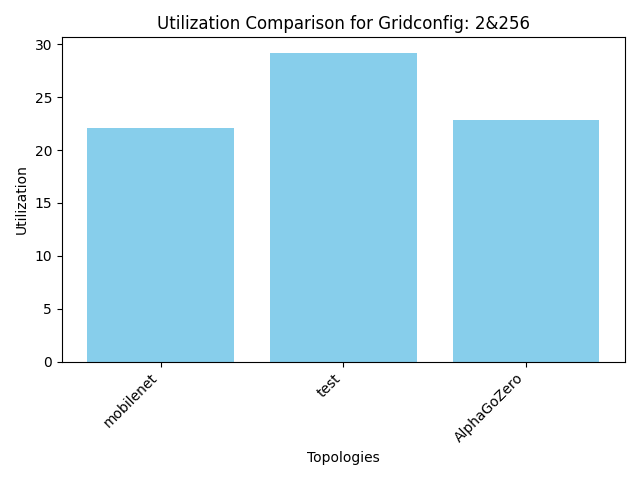 Utilization Comparison for Gridconfig: 2&256
30
25
20
15
10
5
0
Utilization
mobilenet
test
AlphaGoZero
Topologies